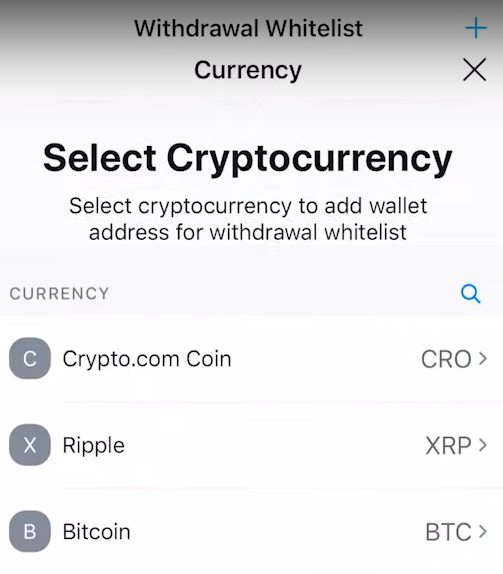 Withdrawal Whitelist
Currency
Select Cryptocurrency
Select cryptocurrency to add wallet
address for withdrawal whitelist
CURRENCY
C Crypto.com Coin CRO
X Ripple XRP
B Bitcoin BTC